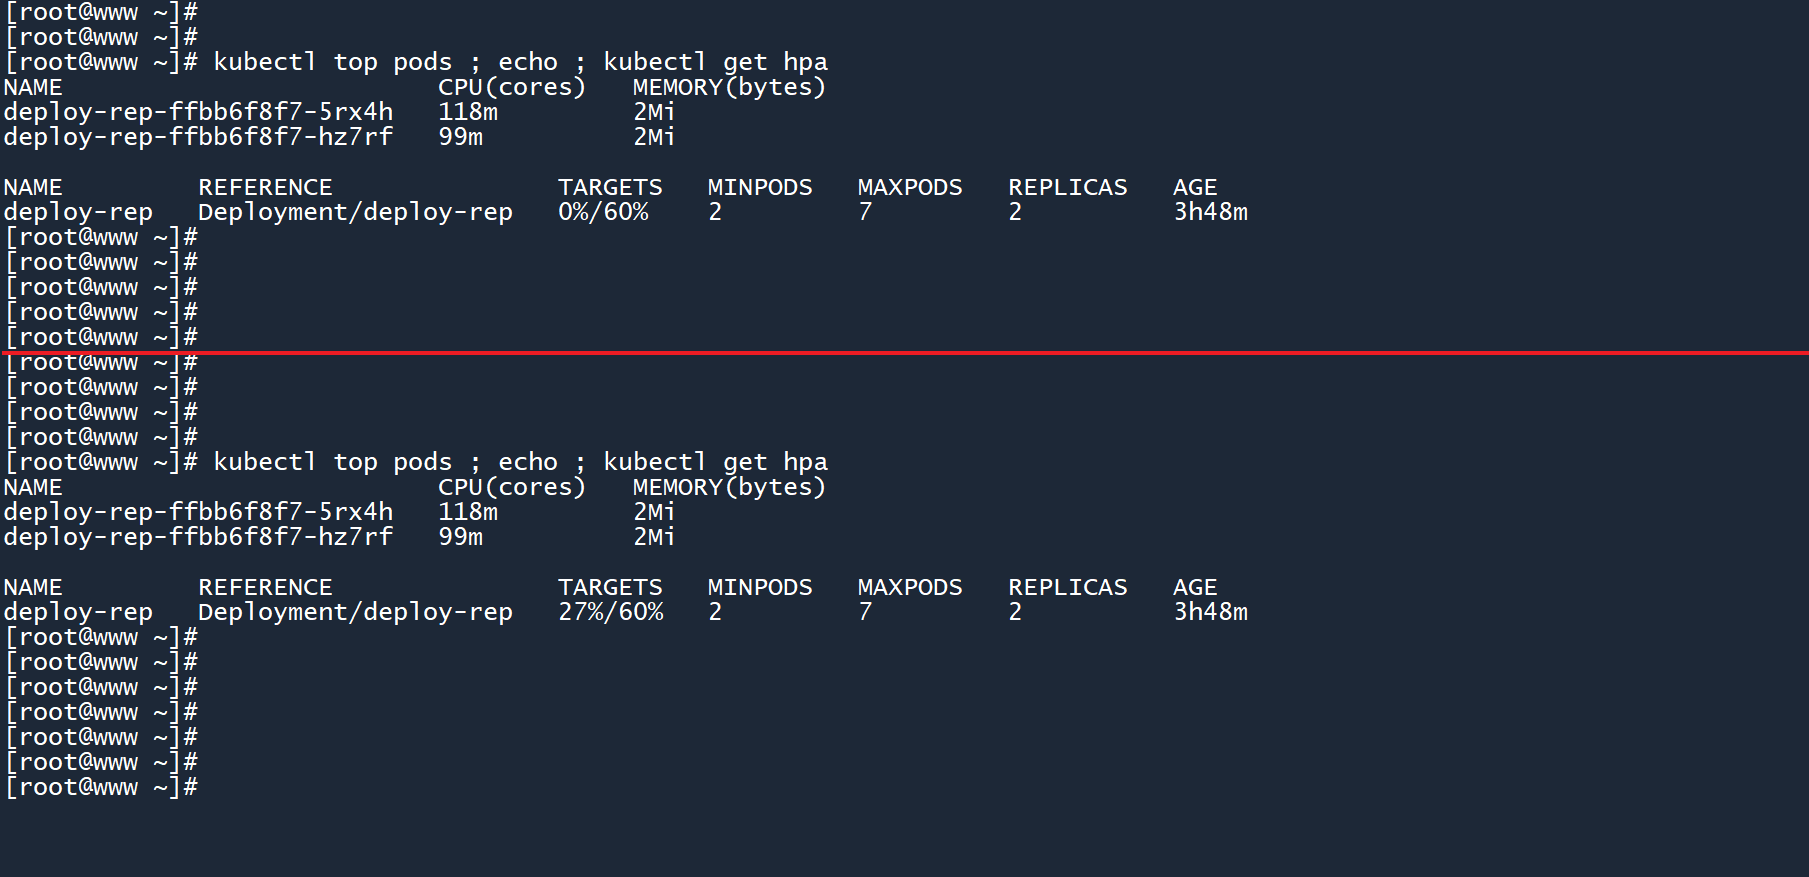 [root@www ~]#
[root@www ~]#
[root@www ~]# kubectl top pods ; echo ; kubectl get hpa
NAME                         CPU(cores)   MEMORY(bytes)
deploy-rep-ffbb6f8f7-5rx4h   118m         2Mi
deploy-rep-ffbb6f8f7-hz7rf   99m          2Mi

NAME         REFERENCE               TARGETS   MINPODS   MAXPODS   REPLICAS   AGE
deploy-rep   Deployment/deploy-rep   0%/60%    2         7         2          3h48m
[root@www ~]#
[root@www ~]#
[root@www ~]#
[root@www ~]#
[root@www ~]#
[root@www ~]#
[root@www ~]#
[root@www ~]#
[root@www ~]#
[root@www ~]# kubectl top pods ; echo ; kubectl get hpa
NAME                         CPU(cores)   MEMORY(bytes)
deploy-rep-ffbb6f8f7-5rx4h   118m         2Mi
deploy-rep-ffbb6f8f7-hz7rf   99m          2Mi

NAME         REFERENCE               TARGETS   MINPODS   MAXPODS   REPLICAS   AGE
deploy-rep   Deployment/deploy-rep   27%/60%   2         7         2          3h48m
[root@www ~]#
[root@www ~]#
[root@www ~]#
[root@www ~]#
[root@www ~]#
[root@www ~]#
[root@www ~]#